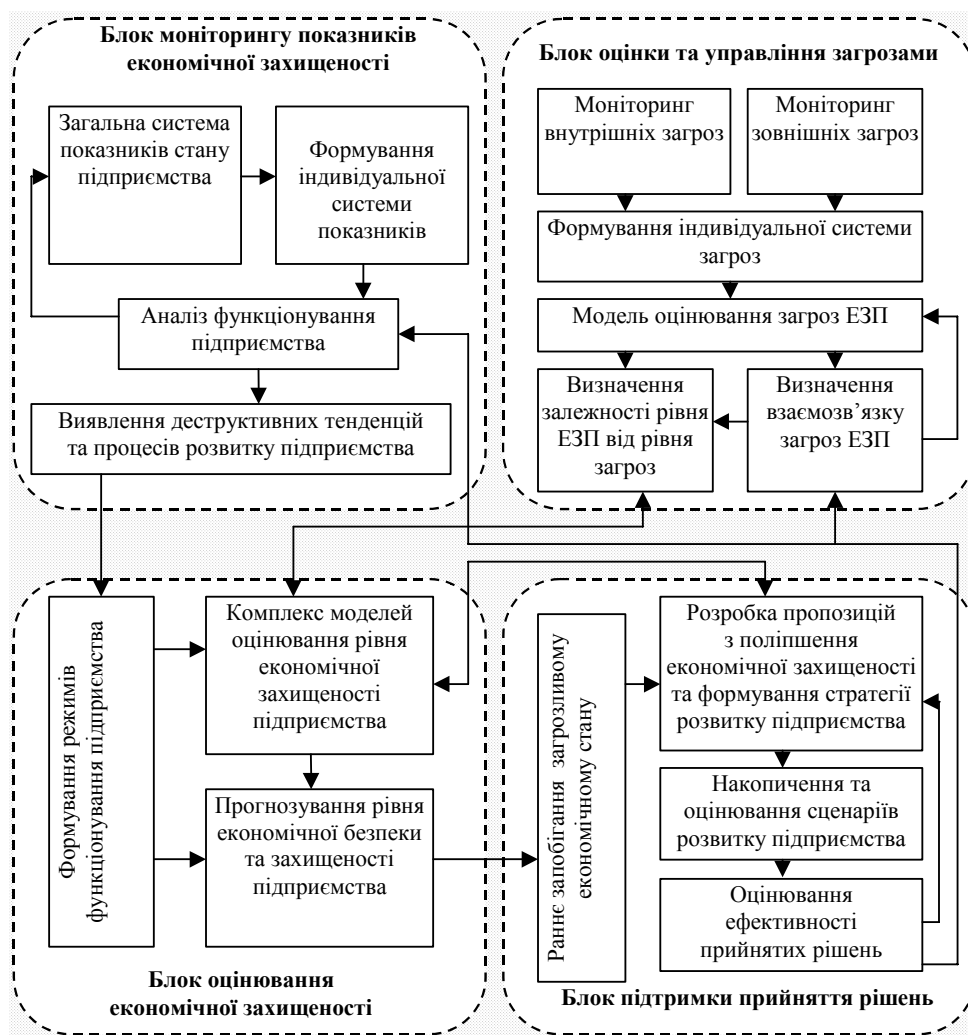 Блок моніторингу показників
економічної захищеності
Загальна система
показників стану
підприємства
Формування
індивідуальної
системи
показників
Аналіз функціонування
підприємства
Виявлення деструктивних тенденцій
та процесів розвитку підприємства
Блок оцінки та управління загрозами
Моніторинг
внутрішніх загроз
Моніторинг
зовнішніх загроз
Формування індивідуальної системи
загроз
Модель оцінювання загроз ЕЗП
Визначення
залежності рівня
ЕЗП від рівня
загроз
Визначення
взаємозв’язку
загроз ЕЗП
Формування режимів
функціонування підприємства
Комплекс моделей
оцінювання рівня
економічної
захищеності
підприємства
Прогнозування рівня
економічної безпеки
та захищеності
підприємства
Блок оцінювання
економічної захищеності
Раннє запобігання загрозливому
економічному стану
Розробка пропозицій
з поліпшення
економічної захищеності
та формування стратегії
розвитку підприємства
Накопичення та
оцінювання сценаріїв
розвитку підприємства
Оцінювання
ефективності
прийнятих рішень
Блок підтримки прийняття рішень